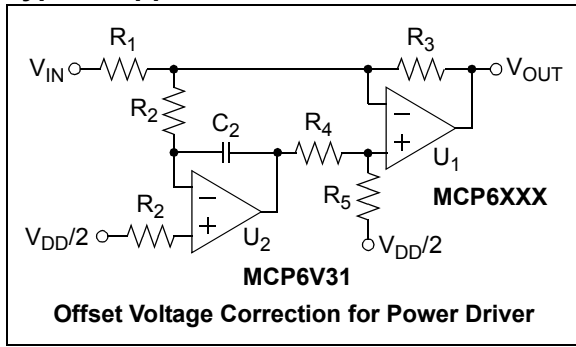 R1
R3
VIN
VOUT
R2
C2
R4
−
+
U1
R5
MCP6XXX
−
+
R2
VDD/2
U2
VDD/2
MCP6V31
Offset Voltage Correction for Power Driver